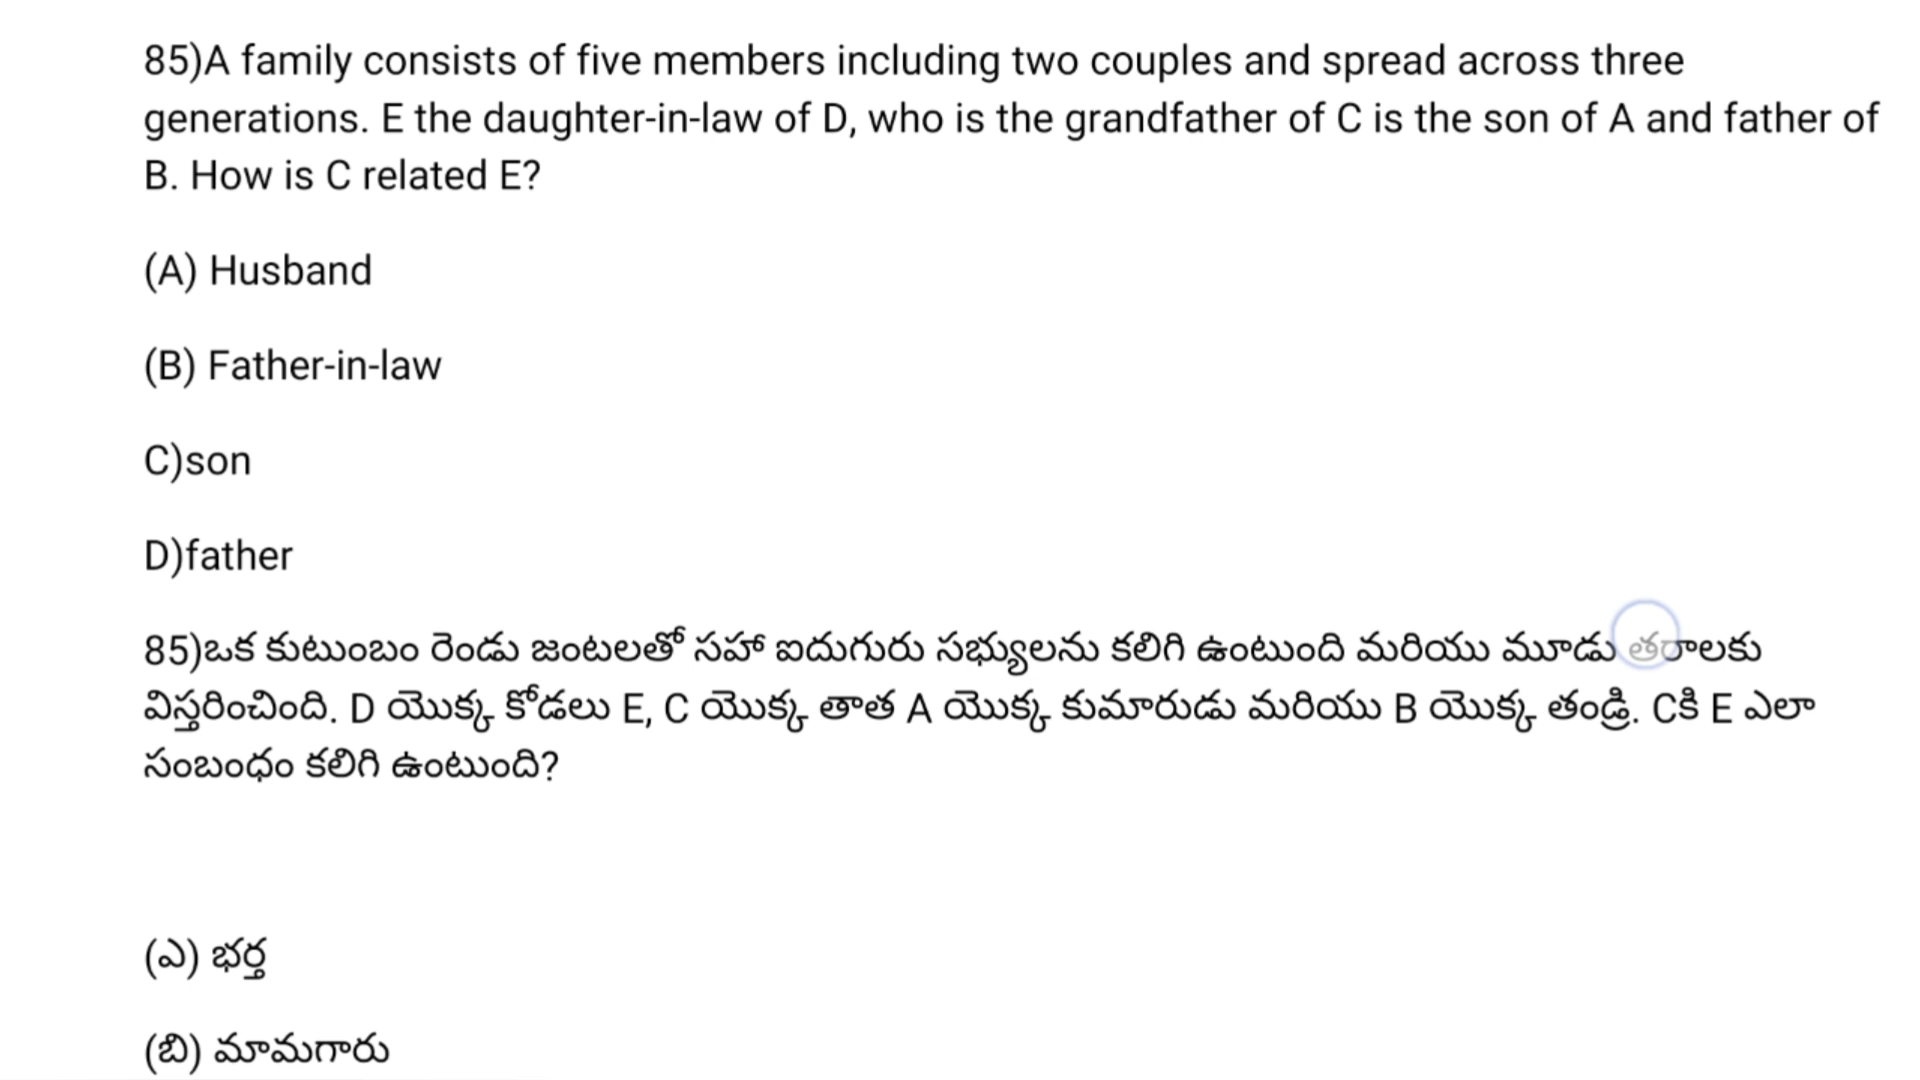 85)A family consists of five members including two couples and spread across three
generations. E the daughter-in-law of D, who is the grandfather of C is the son of A and father of
B. How is C related E?
(A) Husband
(B) Father-in-law
C)son
D)father
85)ఒక కుటుంబం రెండు జంటలతో సహా ఐదుగురు సభ్యులను కలిగి ఉంటుంది మరియు మూడు తరాలకు
విస్తరించింది. D యొక్క కోడలు E, C యొక్క తాత A యొక్క కుమారుడు మరియు B యొక్క తండ్రి. Cకి E ఎలా
సంబంధం కలిగి ఉంటుంది?
(ఎ) భర్త
(బి) మామగారు